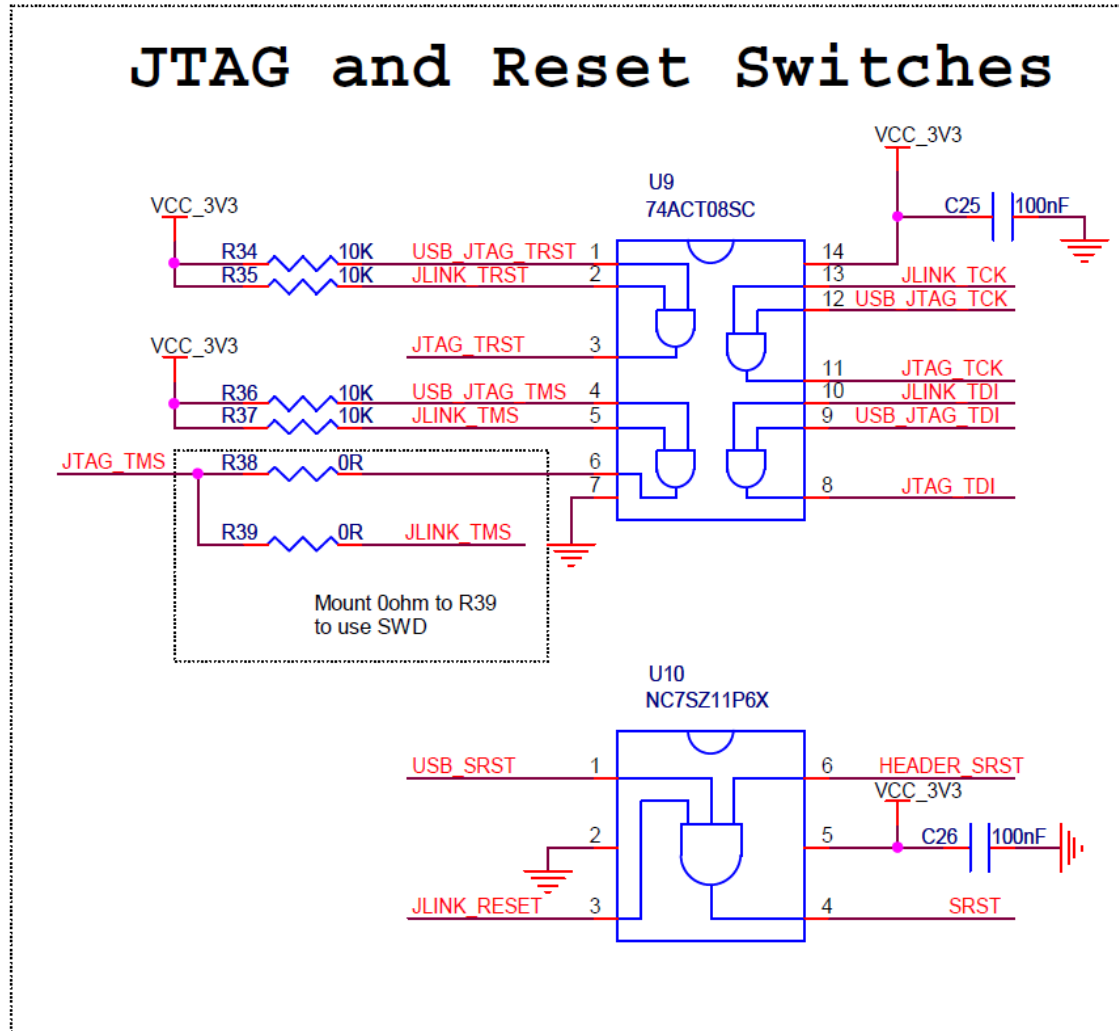 JTAG and Reset Switches
VCC_3V3
U9
74ACT08SC
C25 100nF
VCC_3V3
R34 10K USB_JTAG_TRST 1
14
R35 10K JLINK_TRST 2
13 JLINK_TCK
12 USB_JTAG_TCK
VCC_3V3
JTAG_TRST 3
11 JTAG_TCK
R36 10K USB_JTAG_TMS 4
10 JLINK_TDI
R37 10K JLINK_TMS 5
9 USB_JTAG_TDI
JTAG_TMS R38 0R 6
7
8 JTAG_TDI
R39 0R JLINK_TMS
Mount 0ohm to R39
to use SWD
U10
NC7SZ11P6X
USB_SRST 1
6 HEADER_SRST
VCC_3V3
2
5 C26 100nF
JLINK_RESET 3
4 SRST